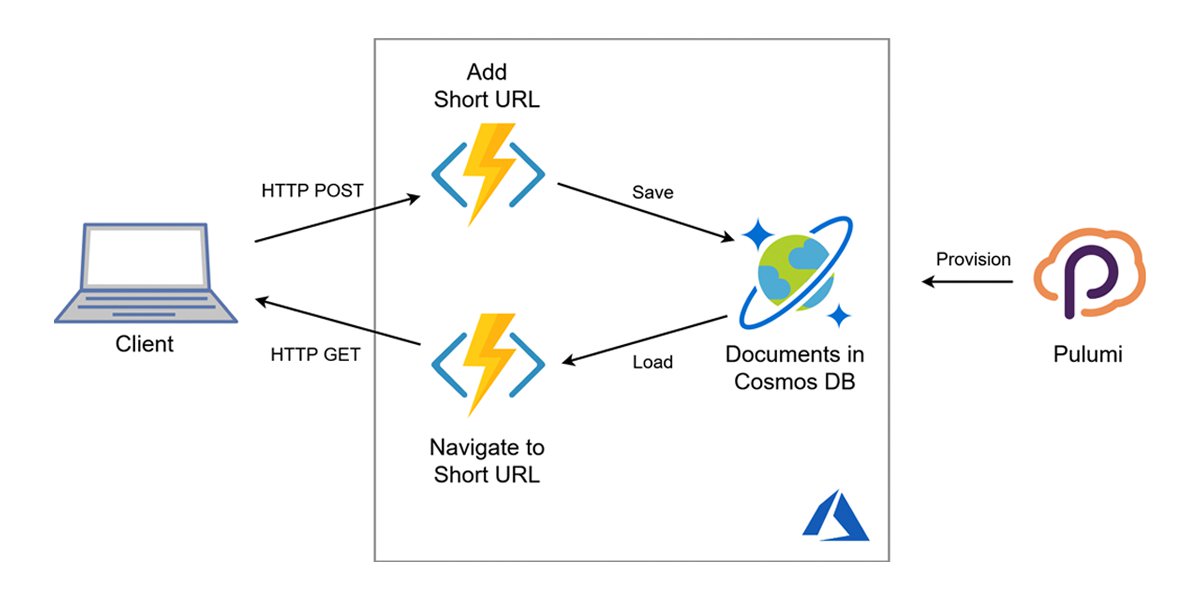 Add
Short URL
HTTP POST
Save
Provision
Client
HTTP GET
Load
Documents in
Cosmos DB
Pulumi
Navigate to
Short URL